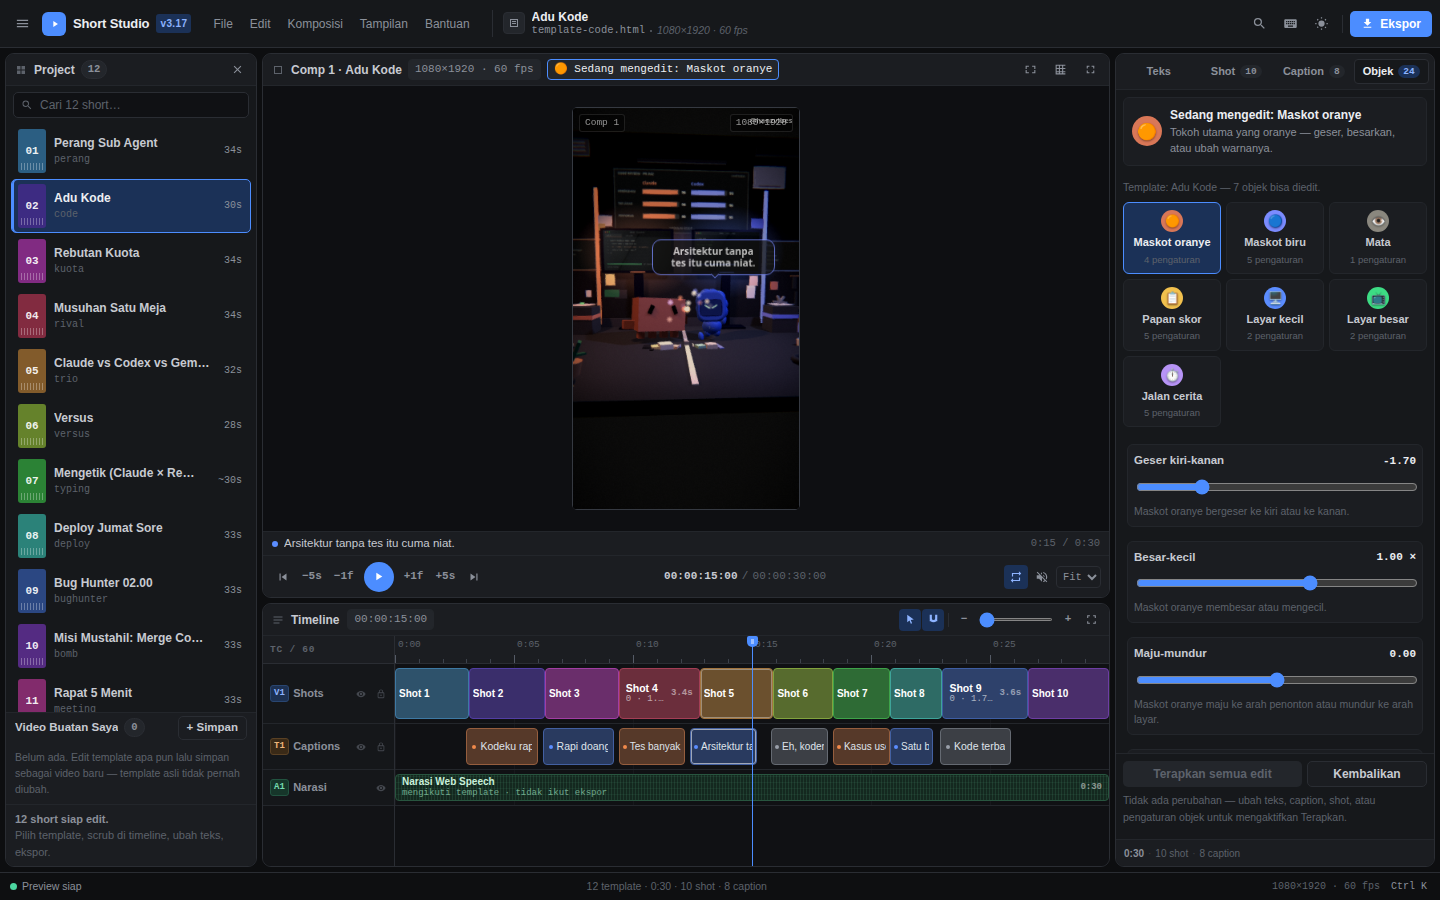 Short Studio v3.17 File Edit Komposisi Tampilan Bantuan
Adu Kode
template-code.html · 1080×1920 · 60 fps
Ekspor
Project 12
Cari 12 short…
01 Perang Sub Agent 34s
perang
02 Adu Kode 30s
code
03 Rebutan Kuota 34s
kuota
04 Musuhan Satu Meja 34s
rival
05 Claude vs Codex vs Gem… 32s
trio
06 Versus 28s
versus
07 Mengetik (Claude × Re… ~30s
typing
08 Deploy Jumat Sore 33s
deploy
09 Bug Hunter 02.00 33s
bughunter
10 Misi Mustahil: Merge Co… 33s
bomb
11 Rapat 5 Menit 33s
meeting
Video Buatan Saya 0 + Simpan
Belum ada. Edit template apa pun lalu simpan
sebagai video baru — template asli tidak pernah
diubah.
12 short siap edit.
Pilih template, scrub di timeline, ubah teks,
ekspor.
Comp 1 · Adu Kode 1080×1920 · 60 fps Sedang mengedit: Maskot oranye
Comp 1
1080×1920
Arsitektur tanpa
tes itu cuma niat.
Arsitektur tanpa tes itu cuma niat. 0:15 / 0:30
−5s −1f +1f +5s 00:00:15:00 / 00:00:30:00 Fit
Timeline 00:00:15:00 − +
TC / 60 0:00 0:05 0:10 0:15 0:20 0:25
V1 Shots
Shot 1 Shot 2 Shot 3 Shot 4 3.4s Shot 5 Shot 6 Shot 7 Shot 8 Shot 9 3.6s Shot 10
0 · 1.… 0 · 1.7…
T1 Captions
Kodeku rap Rapi doang Tes banyak Arsitektur ta Eh, koder Kasus us Satu b Kode terba
A1 Narasi
Narasi Web Speech
mengikuti template · tidak ikut ekspor 0:30
Teks Shot 10 Caption 8 Objek 24
Sedang mengedit: Maskot oranye
Tokoh utama yang oranye — geser, besarkan,
atau ubah warnanya.
Template: Adu Kode — 7 objek bisa diedit.
Maskot oranye Maskot biru Mata
4 pengaturan 5 pengaturan 1 pengaturan
Papan skor Layar kecil Layar besar
5 pengaturan 2 pengaturan 2 pengaturan
Jalan cerita
5 pengaturan
Geser kiri-kanan -1.70
Maskot oranye bergeser ke kiri atau ke kanan.
Besar-kecil 1.00 ×
Maskot oranye membesar atau mengecil.
Maju-mundur 0.00
Maskot oranye maju ke arah penonton atau mundur ke arah
layar.
Terapkan semua edit Kembalikan
Tidak ada perubahan — ubah teks, caption, shot, atau
pengaturan objek untuk mengaktifkan Terapkan.
0:30 · 10 shot · 8 caption
Preview siap 12 template · 0:30 · 10 shot · 8 caption 1080×1920 · 60 fps Ctrl K